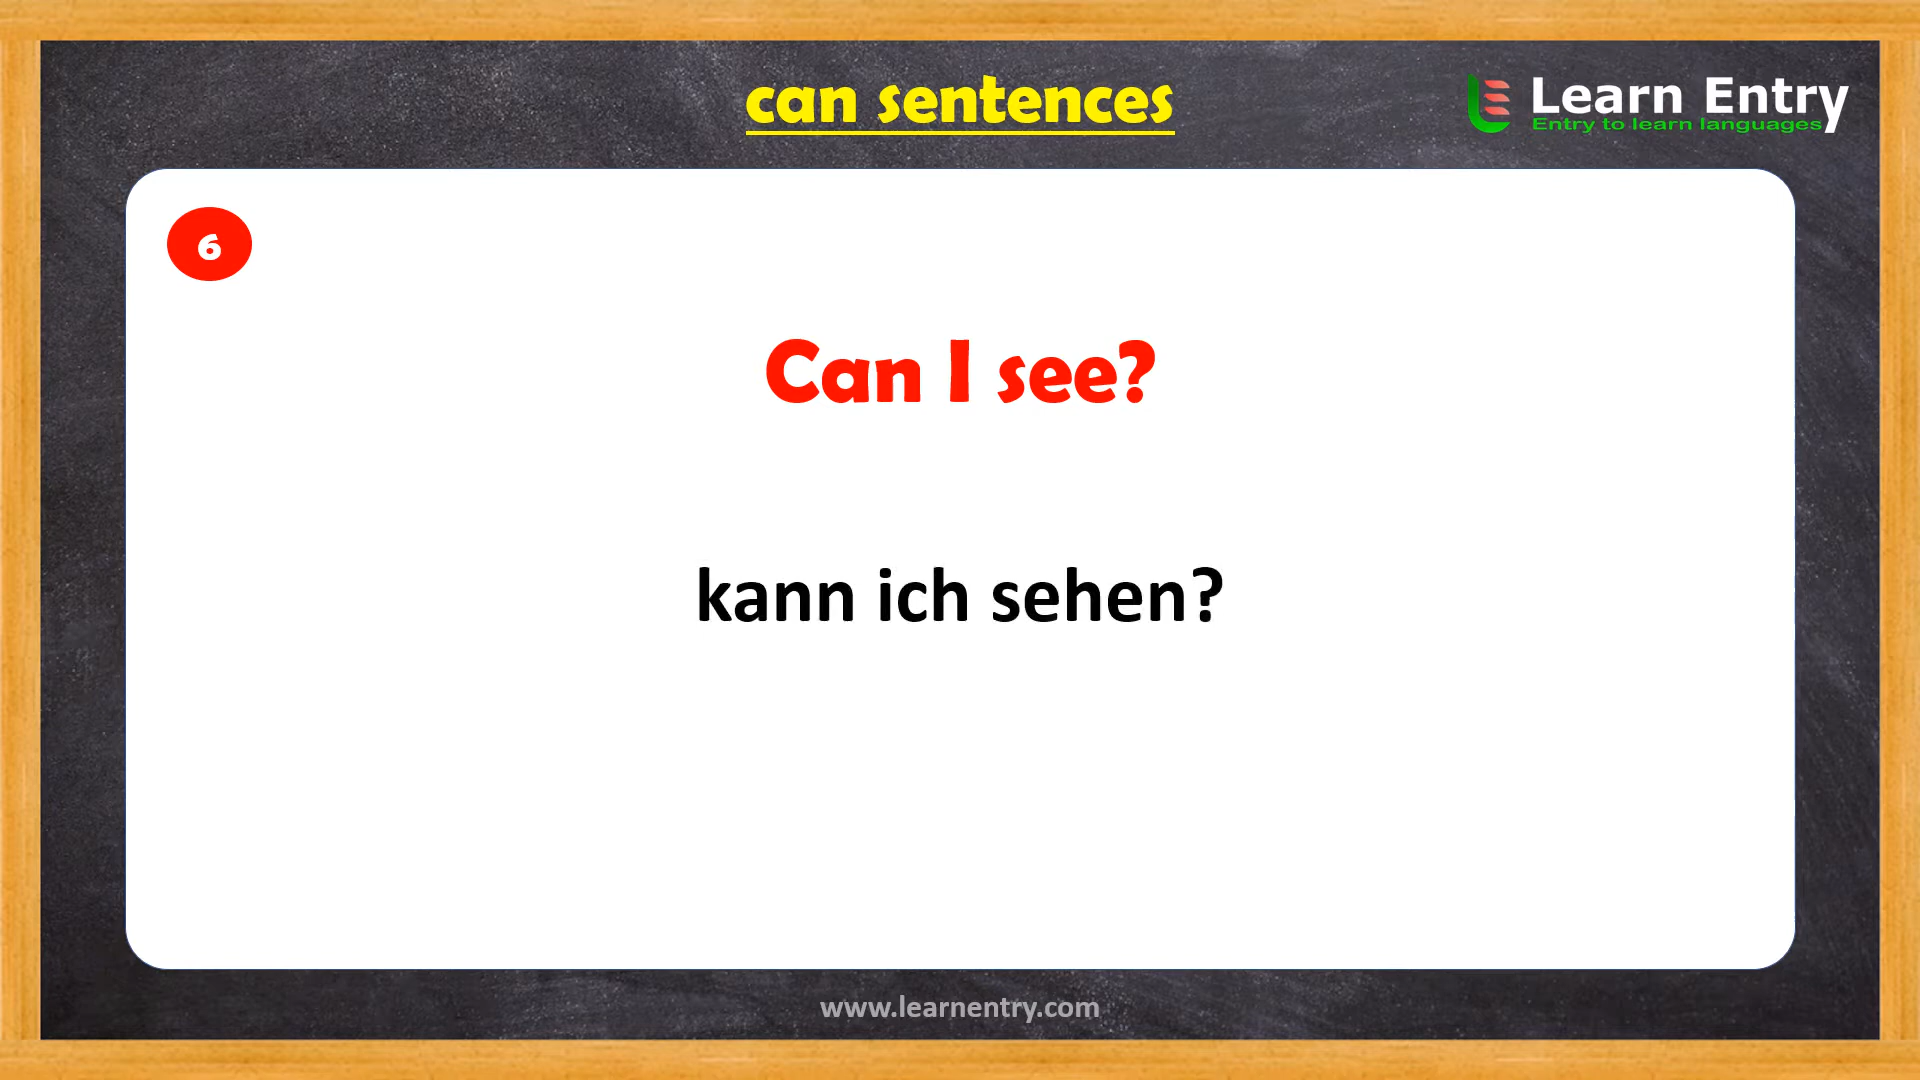 can sentences
Learn Entry
Entry to learn languages
6
Can I see?
kann ich sehen?
www.learnentry.com